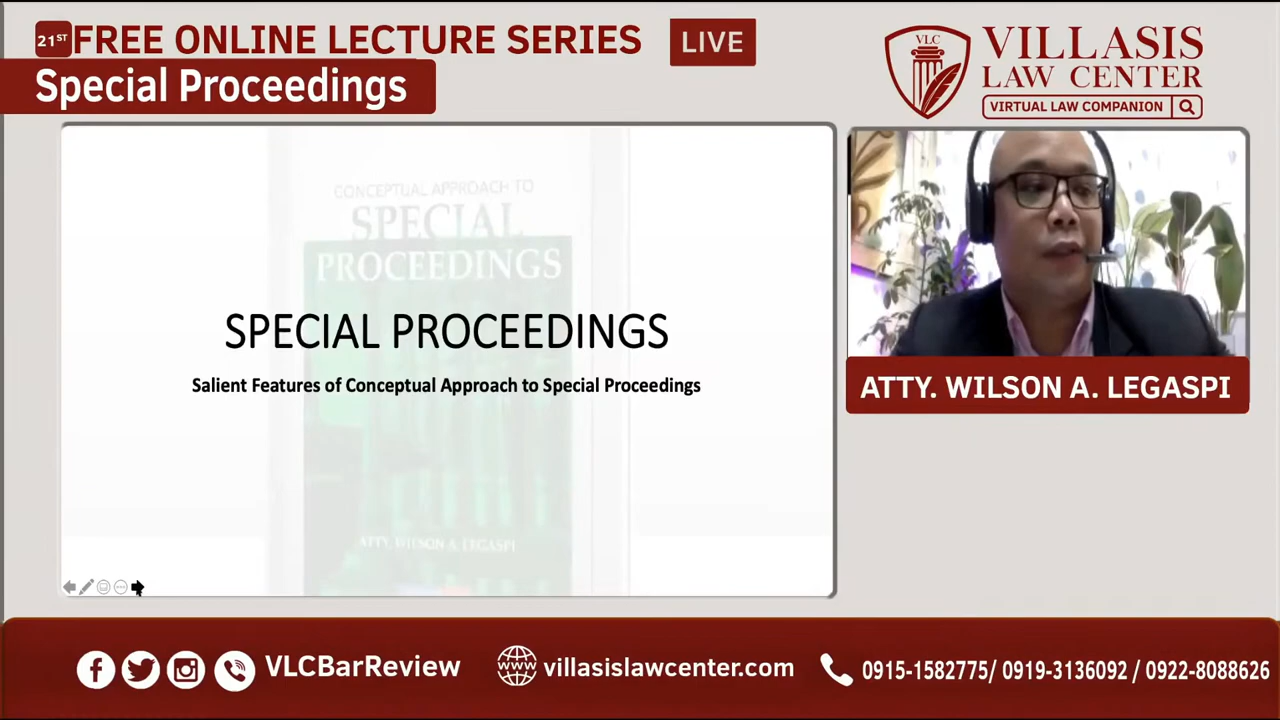 21ST FREE ONLINE LECTURE SERIES
LIVE
Special Proceedings
VLC
VILLASIS
LAW CENTER
VIRTUAL LAW COMPANION
CONCEPTUAL APPROACH TO
SPECIAL
PROCEEDINGS
SPECIAL PROCEEDINGS
Salient Features of Conceptual Approach to Special Proceedings
ATTY. WILSON A. LEGASPI
ATTY. WILSON A. LEGASPI
VLCBarReview
www
villasislawcenter.com
0915-1582775/ 0919-3136092 / 0922-8088626